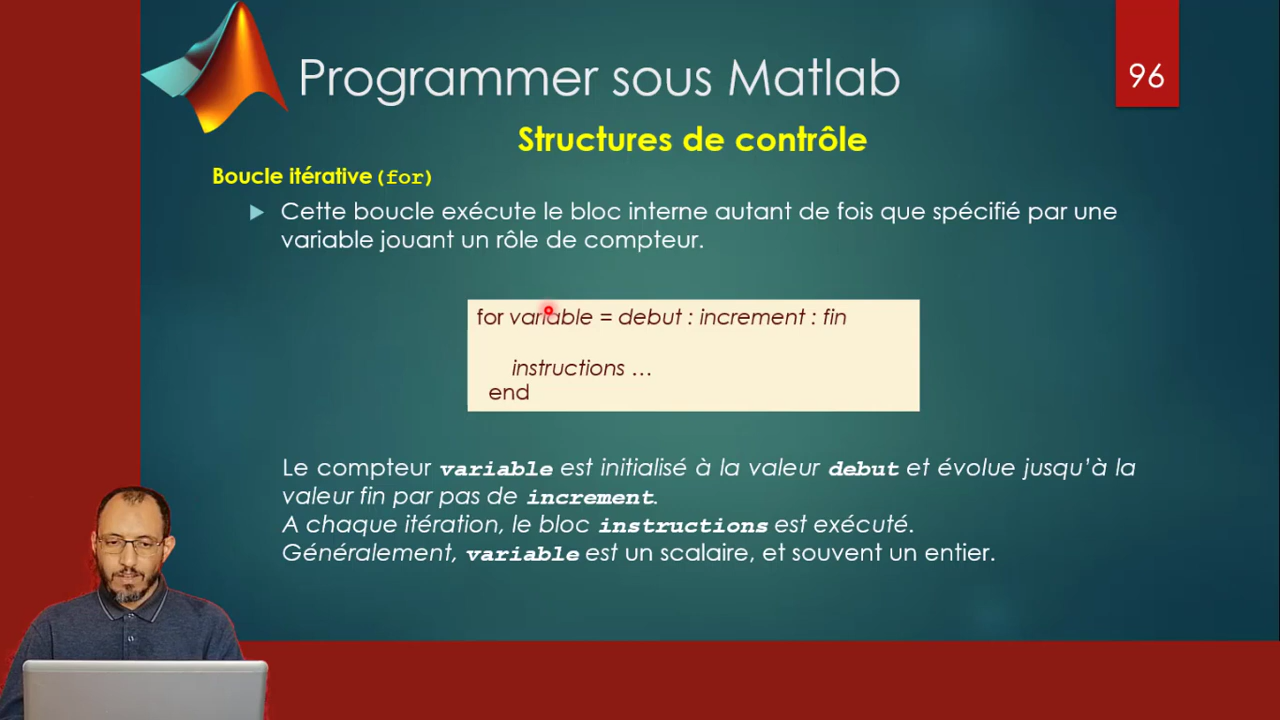 Programmer sous Matlab
96
Structures de contrôle
Boucle itérative (for)
Cette boucle exécute le bloc interne autant de fois que spécifié par une
variable jouant un rôle de compteur.
for variable = debut : increment : fin
instructions ...
end
Le compteur variable est initialisé à la valeur debut et évolue jusqu'à la
valeur fin par pas de increment.
A chaque itération, le bloc instructions est exécuté.
Généralement, variable est un scalaire, et souvent un entier.